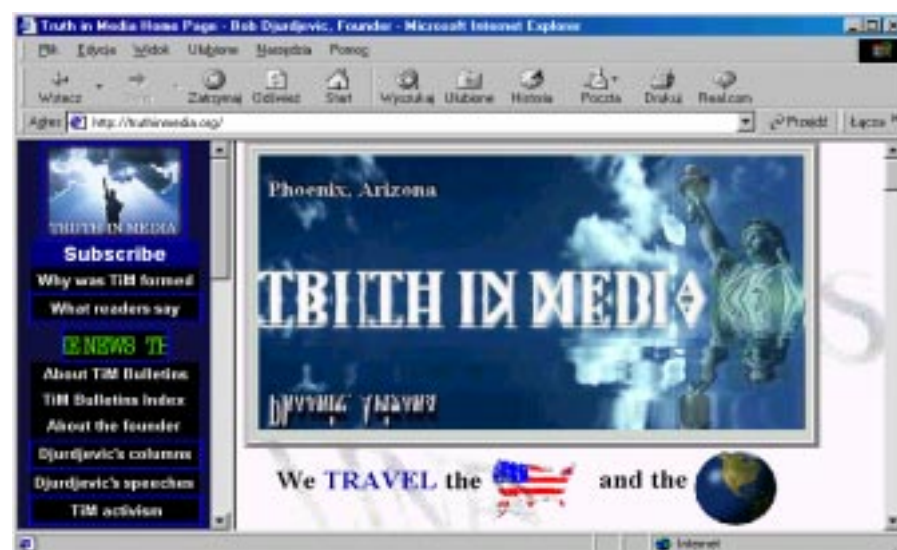 Truth in Media Home Page - Bob Djurdjevic, Founder - Microsoft Internet Explorer
Plik Edycja Widok Ulubione Narzędzia Pomoc
Wstecz Zatrzymaj Odśwież Start Wyszukaj Ulubione Historia Poczta Drukuj Real.com
Adres http://truthinmedia.org/ Przejdź Łącza
TRUTH IN MEDIA
Subscribe
Why was TiM formed
What readers say
E NEWS TH
About TiM Bulletins
TiM Bulletins Index
About the founder
Djurdjevic's columns
Djurdjevic's speeches
TiM activism
Phoenix, Arizona
TRUTH IN MEDIA
We TRAVEL the and the
Internet